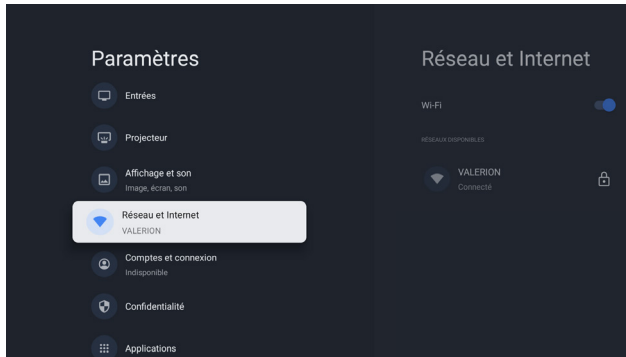 Paramètres
Entrées
Projecteur
Affichage et son
Image, écran, son
Réseau et Internet
VALERION
Comptes et connexion
Indisponible
Confidentialité
Applications
Réseau et Internet
Wi-Fi
RÉSEAUX DISPONIBLES
VALERION
Connecté